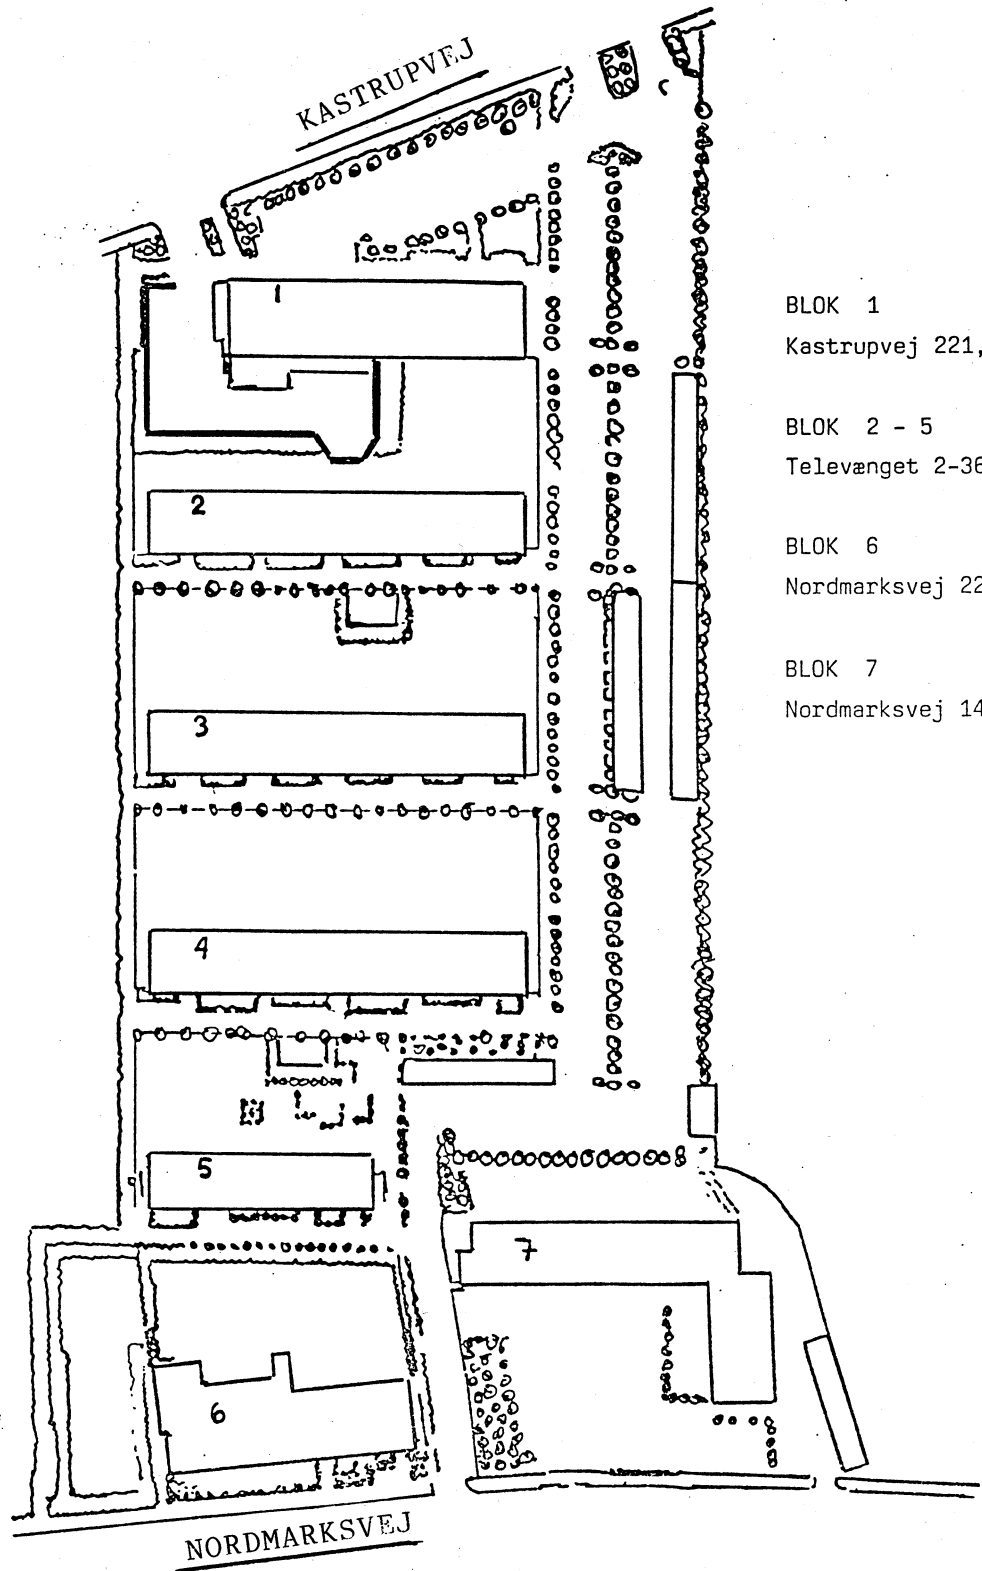 KASTRUPVEJ
1
BLOK 1
Kastrupvej 221,
BLOK 2 - 5
Televænget 2-36
2
BLOK 6
Nordmarksvej 22
BLOK 7
Nordmarksvej 14
3
4
5
7
6
NORDMARKSVEJ